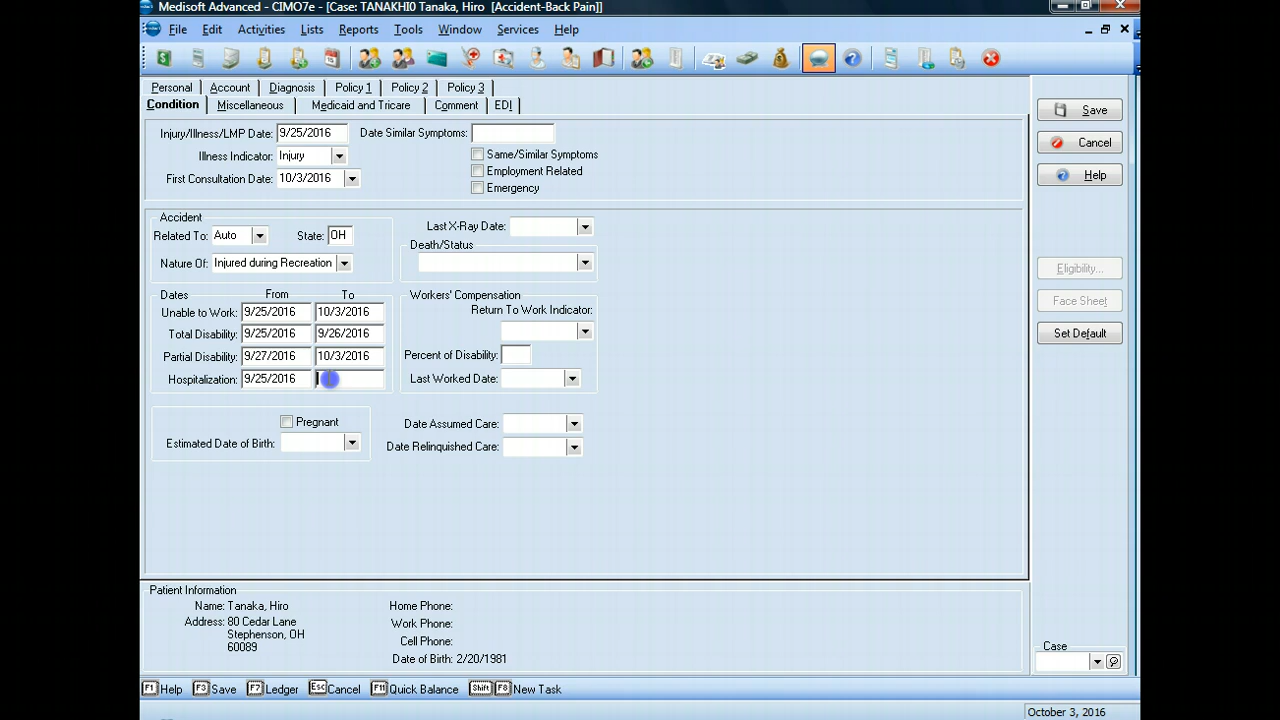 Medisoft Advanced - CIMO7e - [Case: TANAKHI0 Tanaka, Hiro [Accident-Back Pain]]
File Edit Activities Lists Reports Tools Window Services Help
Personal Account Diagnosis Policy 1 Policy 2 Policy 3
Condition Miscellaneous Medicaid and Tricare Comment EDI
Injury/Illness/LMP Date: 9/25/2016 Date Similar Symptoms:
Illness Indicator: Injury Same/Similar Symptoms
First Consultation Date: 10/3/2016 Employment Related
Emergency
Accident
Related To: Auto State: OH
Nature Of: Injured during Recreation
Last X-Ray Date:
Death/Status
Dates From To
Unable to Work: 9/25/2016 10/3/2016
Total Disability: 9/25/2016 9/26/2016
Partial Disability: 9/27/2016 10/3/2016
Hospitalization: 9/25/2016
Workers' Compensation
Return To Work Indicator:
Percent of Disability:
Last Worked Date:
Pregnant
Estimated Date of Birth:
Date Assumed Care:
Date Relinquished Care:
Save
Cancel
Help
Eligibility...
Face Sheet
Set Default
Patient Information
Name: Tanaka, Hiro
Address: 80 Cedar Lane
Stephenson, OH
60089
Home Phone:
Work Phone:
Cell Phone:
Date of Birth: 2/20/1981
Case
F1 Help F3 Save F7 Ledger Esc Cancel F11 Quick Balance Shift F8 New Task
October 3, 2016